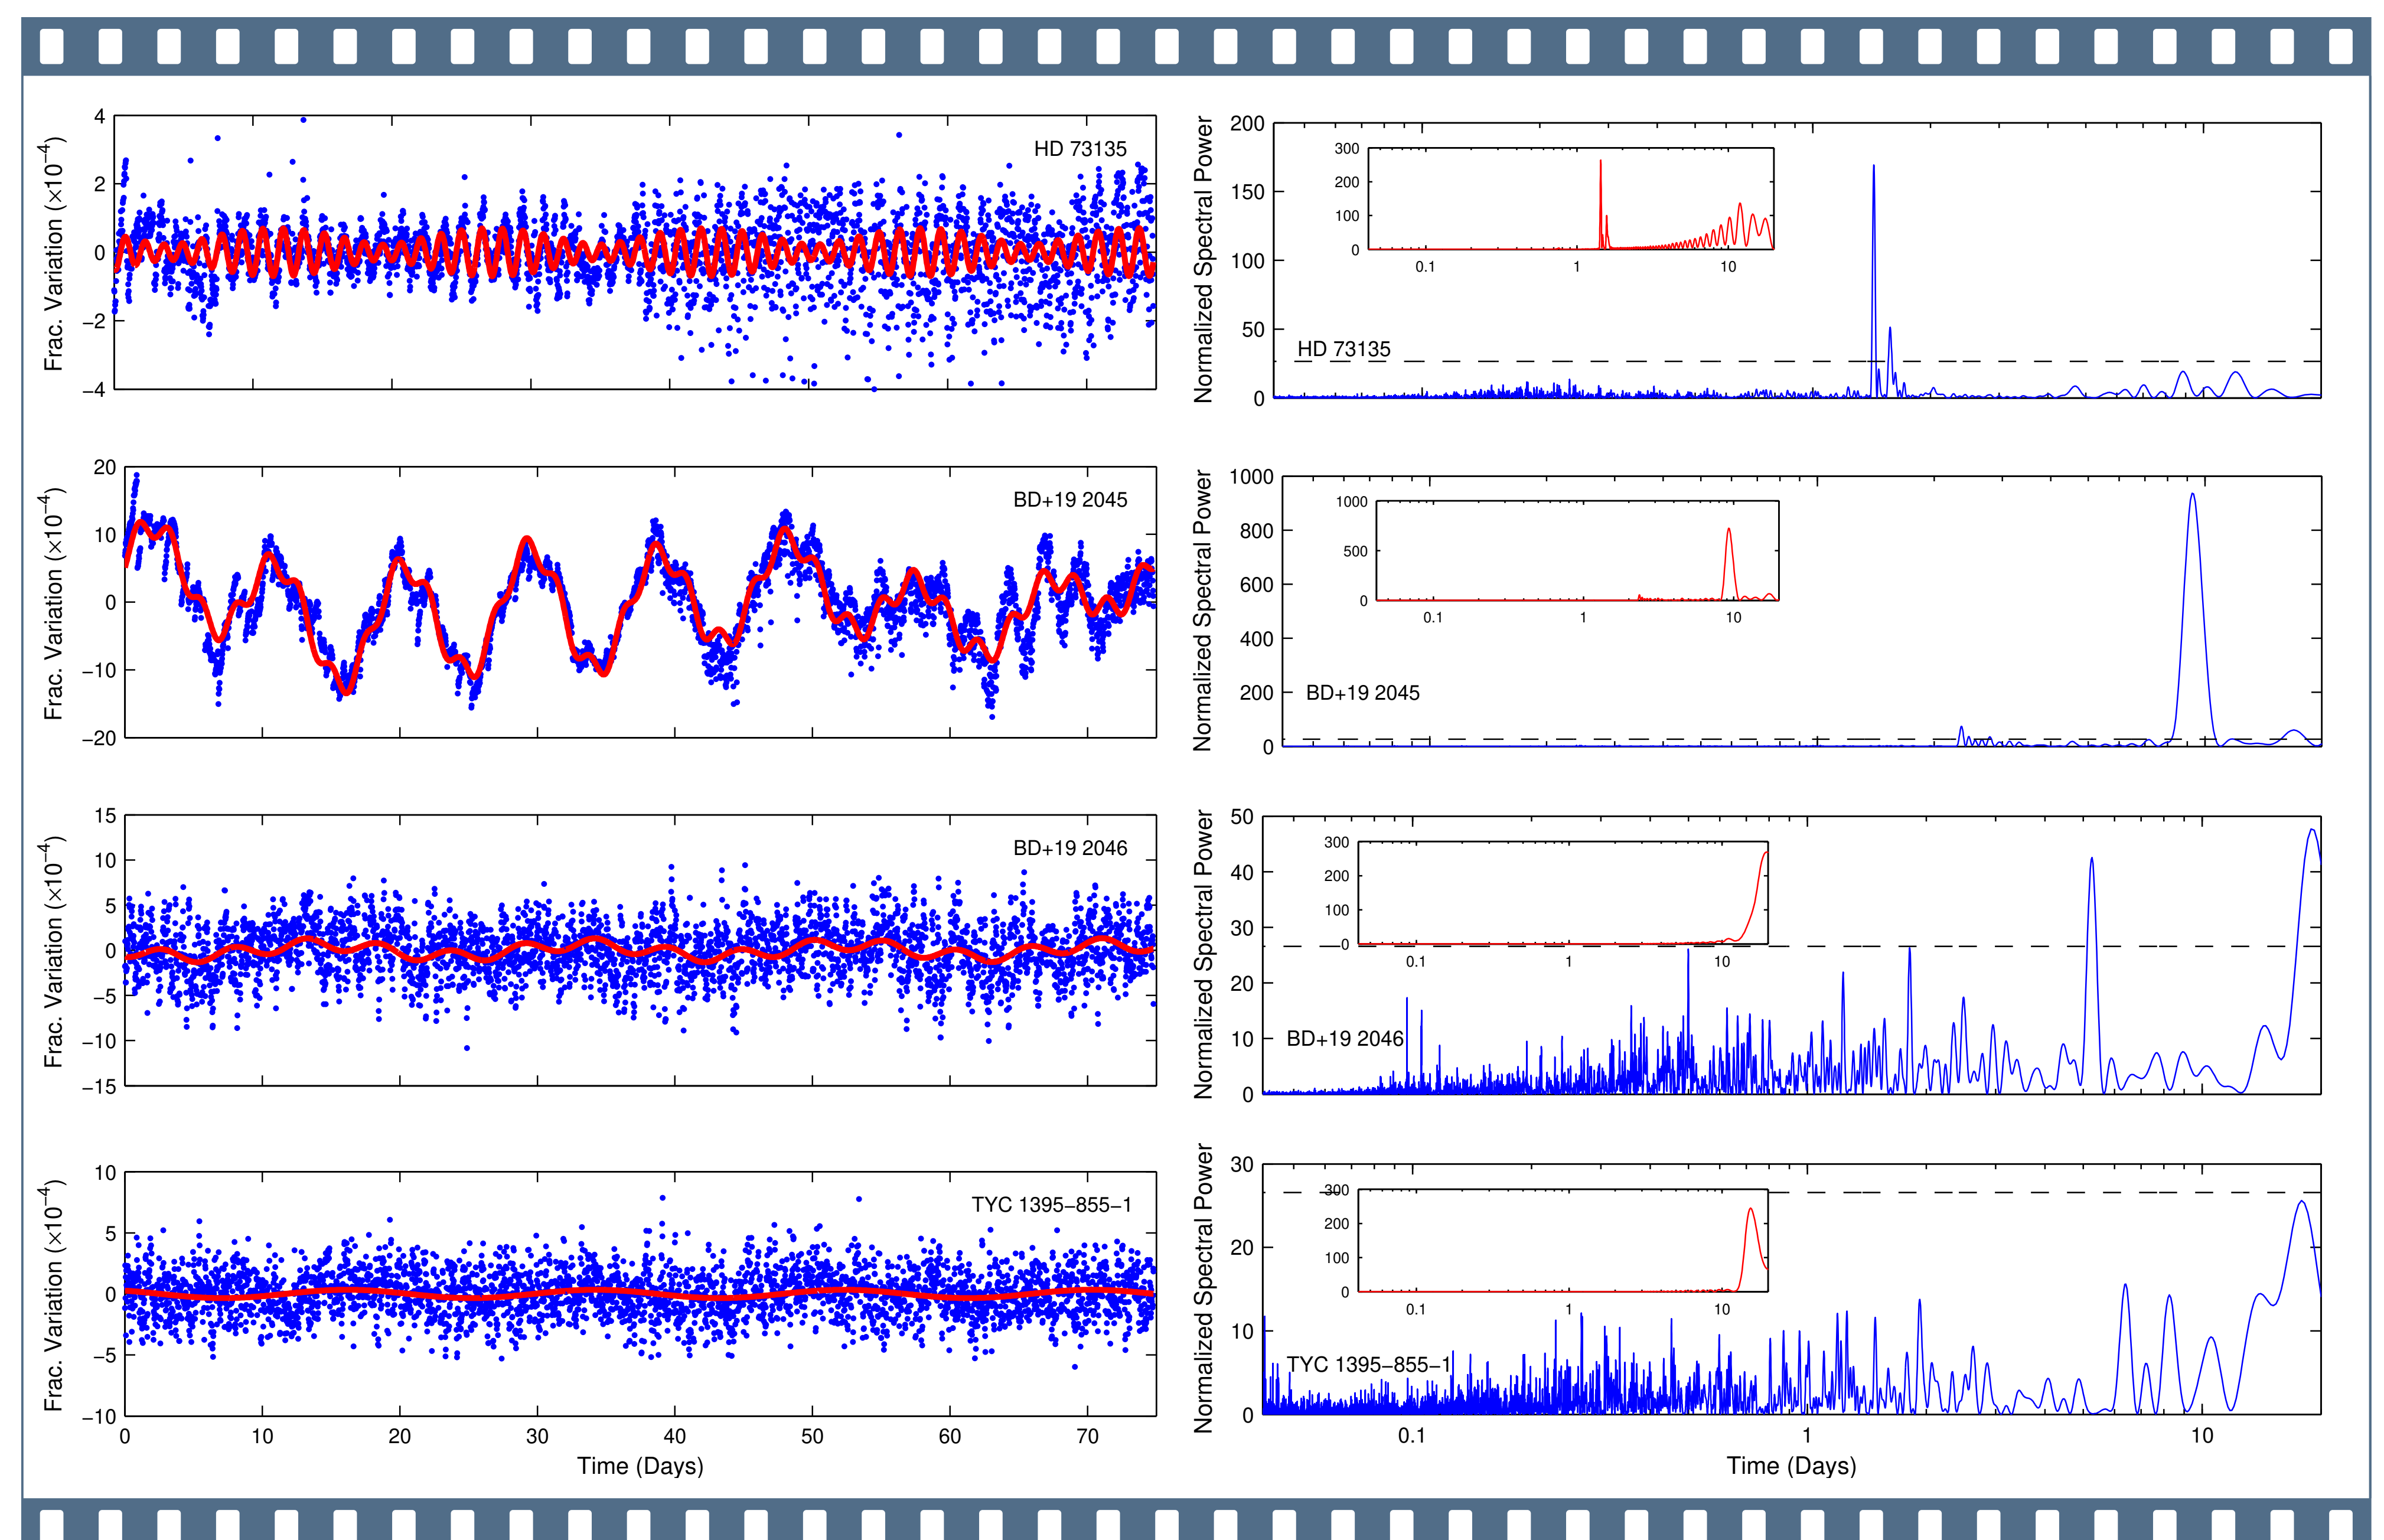 Frac. Variation (×10−4)
4
2
0
−2
−4
HD 73135
Normalized Spectral Power
200
150
100
50
0
HD 73135
300
200
100
0
0.1 1 10
Frac. Variation (×10−4)
20
10
0
−10
−20
BD+19 2045
Normalized Spectral Power
1000
800
600
400
200
0
BD+19 2045
1000
500
0
0.1 1 10
Frac. Variation (×10−4)
15
10
5
0
−5
−10
−15
BD+19 2046
Normalized Spectral Power
50
40
30
20
10
0
BD+19 2046
300
200
100
0
0.1 1 10
Frac. Variation (×10−4)
10
5
0
−5
−10
TYC 1395−855−1
0 10 20 30 40 50 60 70
Time (Days)
Normalized Spectral Power
30
20
10
0
TYC 1395−855−1
300
200
100
0
0.1 1 10
0.1 1 10
Time (Days)